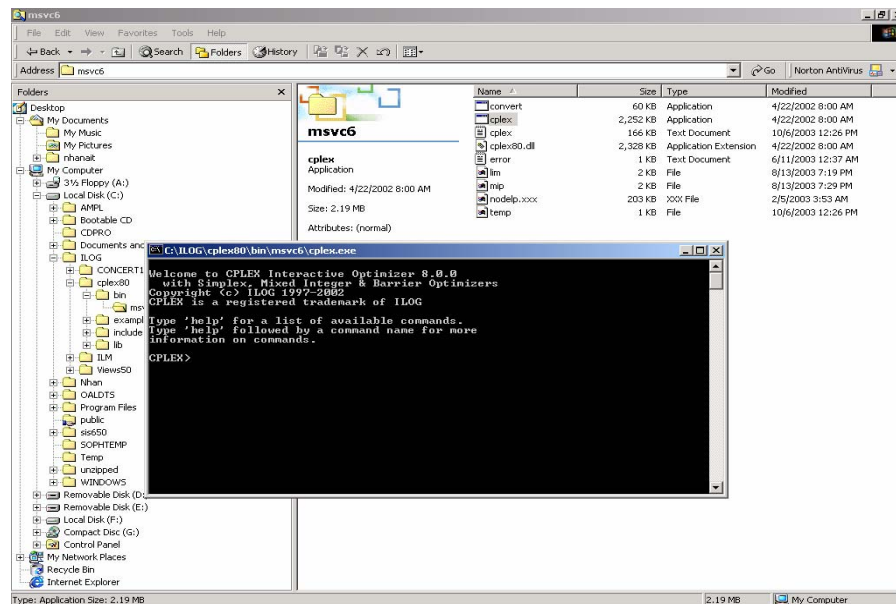 msvc6
File Edit View Favorites Tools Help
Back Search Folders History
Address msvc6 Go Norton AntiVirus
Folders
Desktop
My Documents
My Music
My Pictures
nhanait
My Computer
3½ Floppy (A:)
Local Disk (C:)
AMPL
Bootable CD
CDPRO
Documents and
ILOG
CONCERT1
cplex80
bin
msv
exampl
include
lib
ILM
Views50
Nhan
OALDTS
Program Files
public
sis650
SOPHTEMP
Temp
unzipped
WINDOWS
Removable Disk (D:
Removable Disk (E:)
Local Disk (F:)
Compact Disc (G:)
Control Panel
My Network Places
Recycle Bin
Internet Explorer
msvc6
cplex
Application
Modified: 4/22/2002 8:00 AM
Size: 2.19 MB
Attributes: (normal)
Name Size Type Modified
convert 60 KB Application 4/22/2002 8:00 AM
cplex 2,252 KB Application 4/22/2002 8:00 AM
cplex 166 KB Text Document 10/6/2003 12:26 PM
cplex80.dll 2,328 KB Application Extension 4/22/2002 8:00 AM
error 1 KB Text Document 6/11/2003 12:37 AM
lim 2 KB File 8/13/2003 7:19 PM
mip 2 KB File 8/13/2003 7:29 PM
nodelp.xxx 203 KB XXX File 2/5/2003 3:53 AM
temp 1 KB File 10/6/2003 12:26 PM
C:\ILOG\cplex80\bin\msvc6\cplex.exe
Welcome to CPLEX Interactive Optimizer 8.0.0
with Simplex, Mixed Integer & Barrier Optimizers
Copyright (c) ILOG 1997-2002
CPLEX is a registered trademark of ILOG
Type 'help' for a list of available commands.
Type 'help' followed by a command name for more
information on commands.
CPLEX>
Type: Application Size: 2.19 MB 2.19 MB My Computer